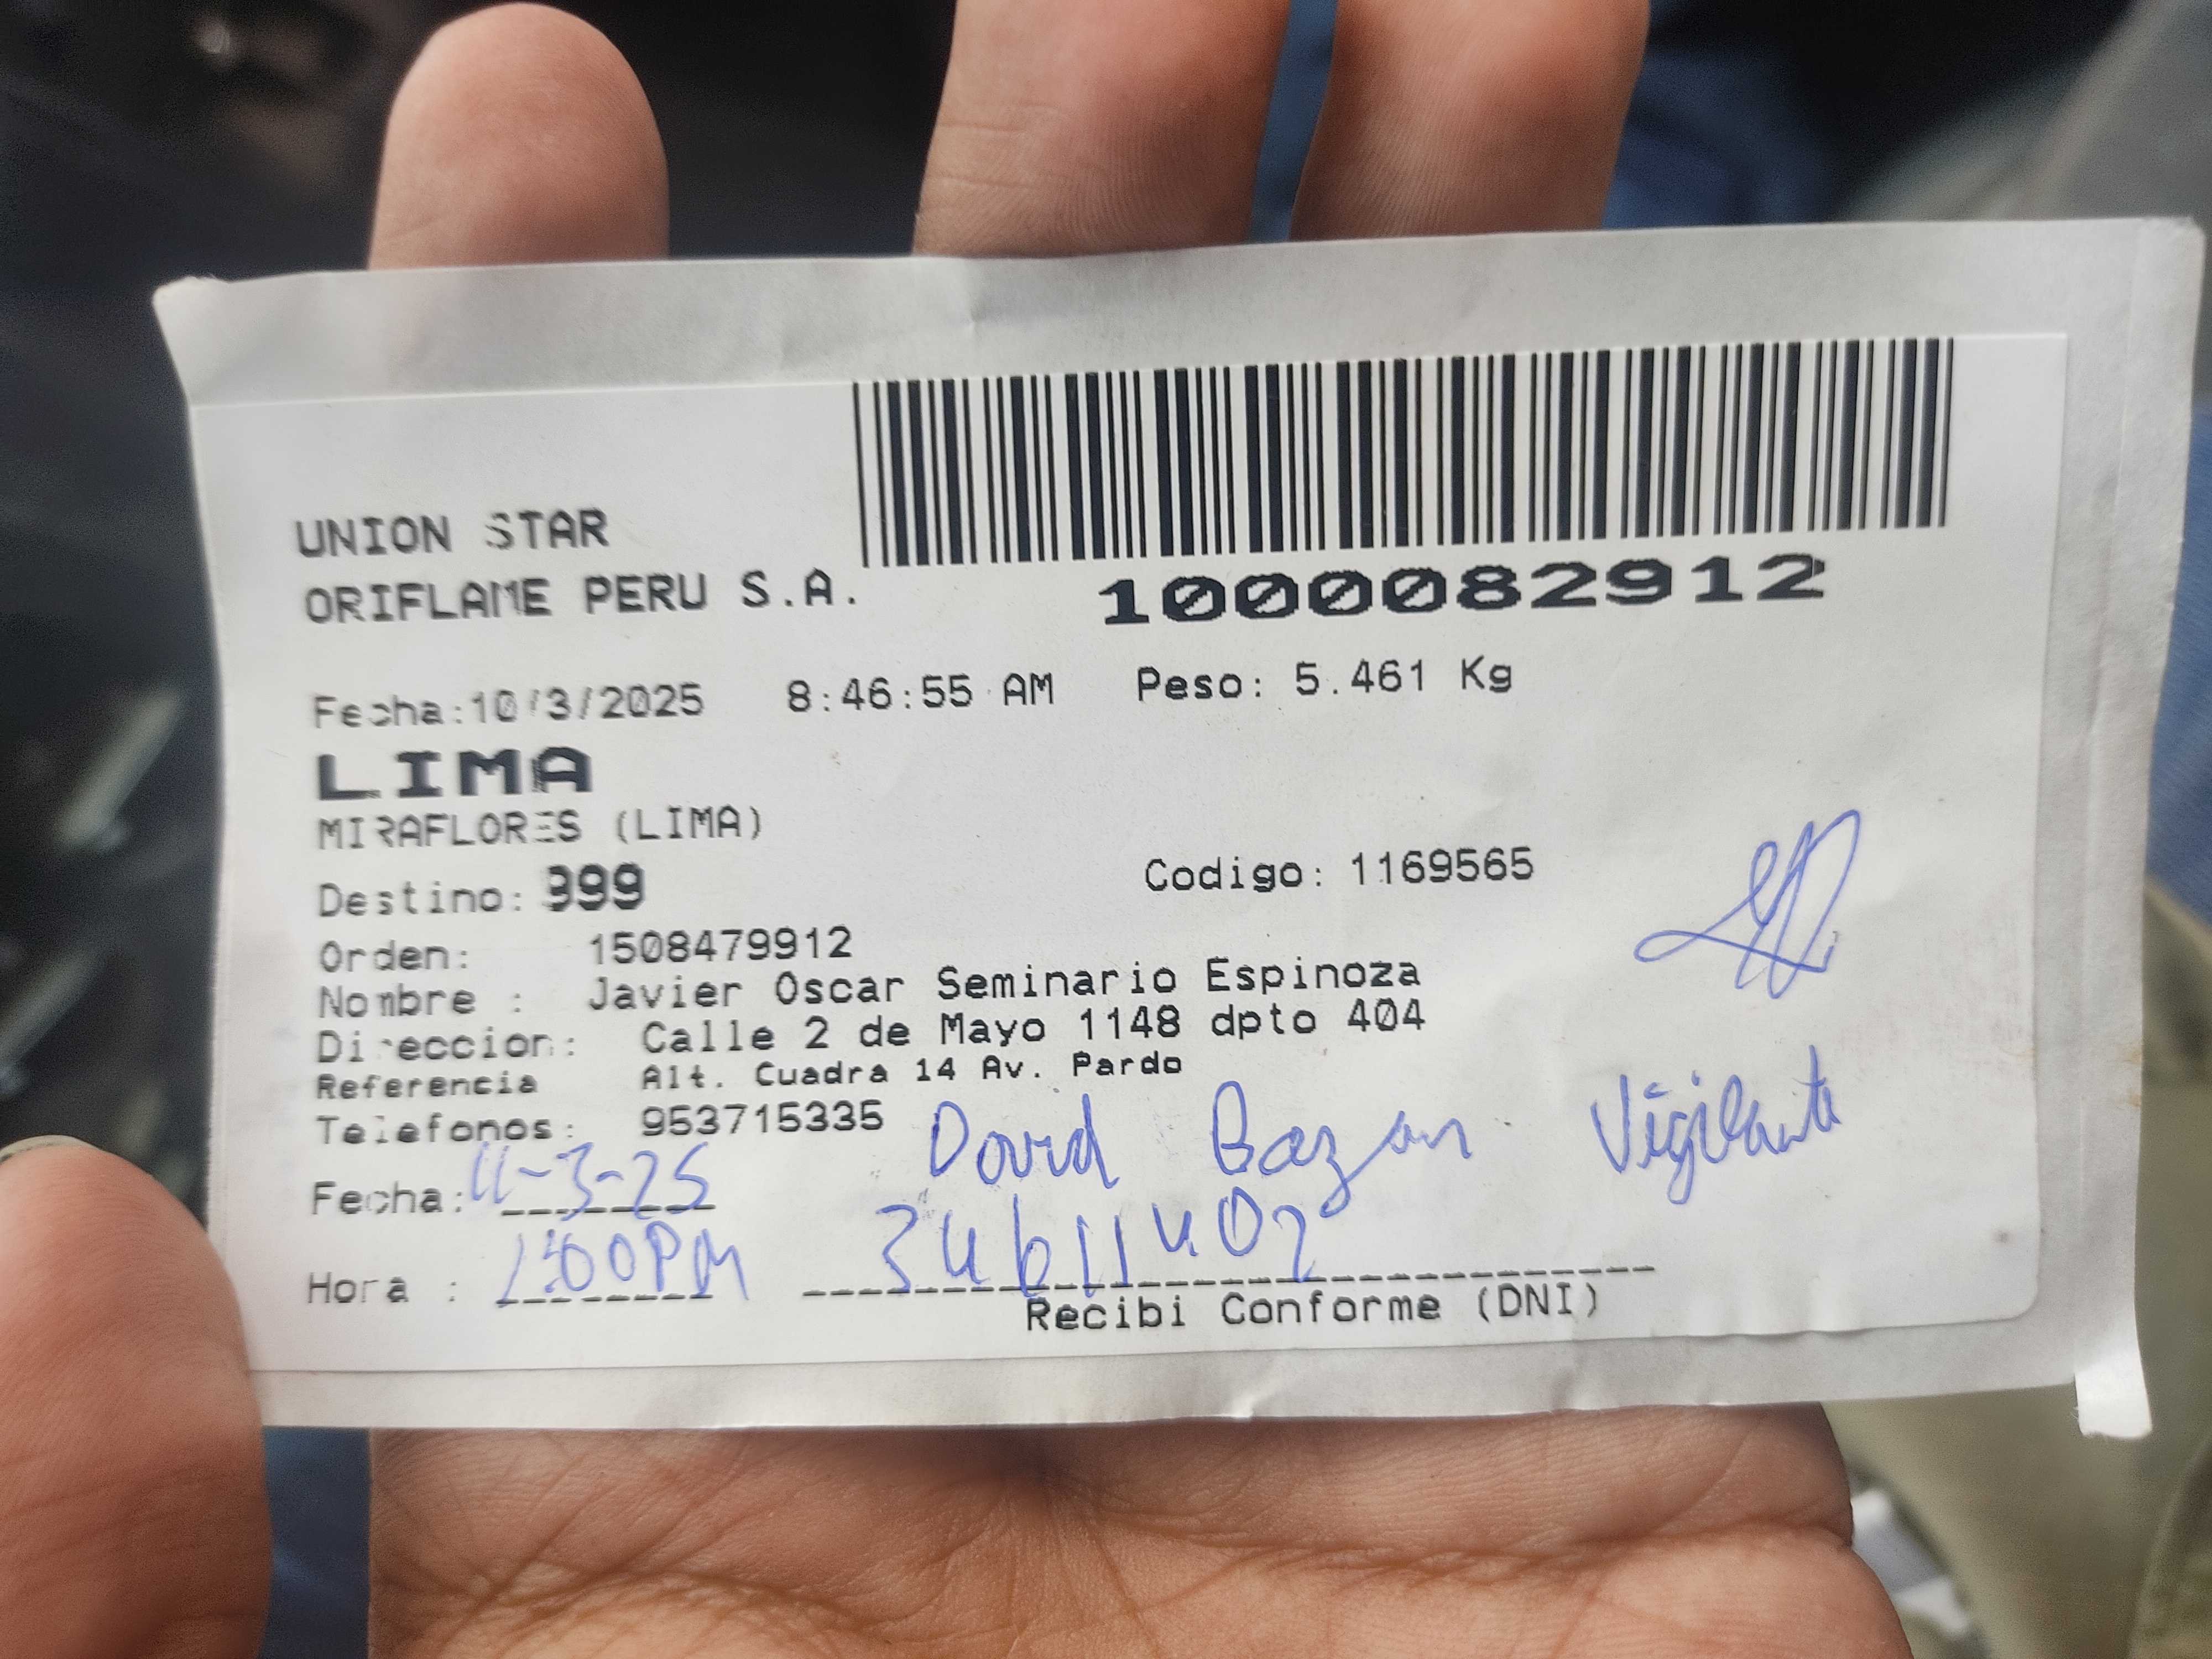 UNION STAR
ORIFLAME PERU S.A.
1000082912
Fecha:10/3/2025 8:46:55 AM Peso: 5.461 Kg
LIMA
MIRAFLORES (LIMA)
Destino: 999 Codigo: 1169565
Orden: 1508479912
Nombre : Javier Oscar Seminario Espinoza
Direccion: Calle 2 de Mayo 1148 dpto 404
Referencia Alt. Cuadra 14 Av. Pardo
Telefonos: 953715335
David Bazan Vigilante
Fecha: 11-3-25
34611402
Hora : 1:00PM
Recibi Conforme (DNI)